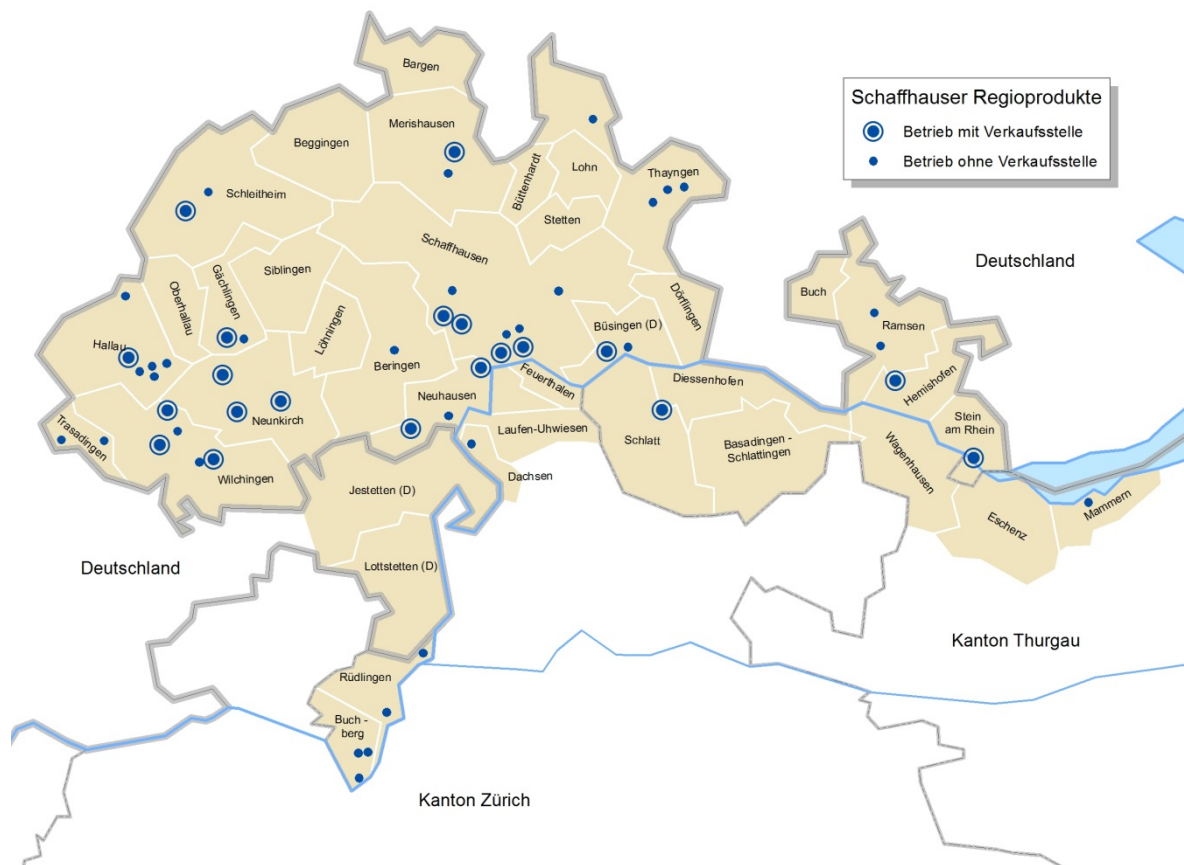 Bargen
Schaffhauser Regioprodukte
Betrieb mit Verkaufsstelle
Betrieb ohne Verkaufsstelle
Merishausen
Beggingen
Lohn
Thayngen
Büttenhardt
Schleitheim
Stetten
Schaffhausen
Siblingen
Gächlingen
Oberhallau
Deutschland
Dörflingen
Buch
Löhningen
Ramsen
Büsingen (D)
Hallau
Beringen
Feuerthalen
Diessenhofen
Hemishofen
Neuhausen
Neunkirch
Stein
am Rhein
Trasadingen
Laufen-Uhwiesen
Schlatt
Basadingen -
Schlattingen
Wagenhausen
Wilchingen
Dachsen
Jestetten (D)
Mammern
Eschenz
Deutschland
Lottstetten (D)
Kanton Thurgau
Rüdlingen
Buch -
berg
Kanton Zürich